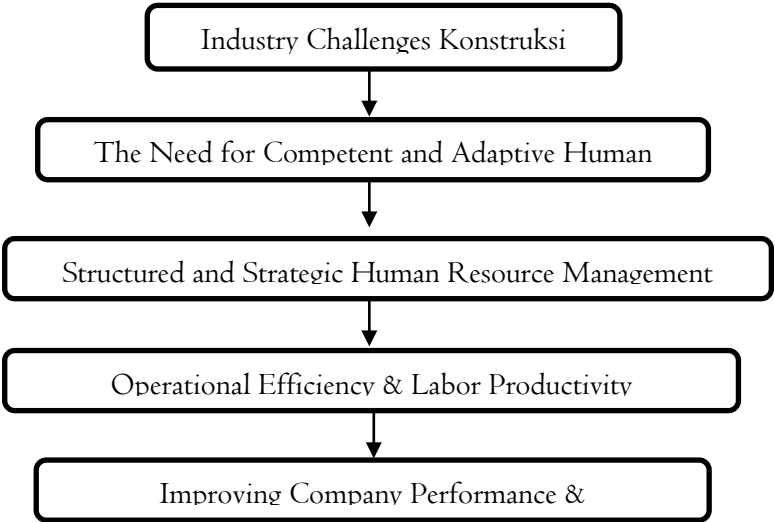 Industry Challenges Konstruksi
The Need for Competent and Adaptive Human
Structured and Strategic Human Resource Management
Operational Efficiency & Labor Productivity
Improving Company Performance &